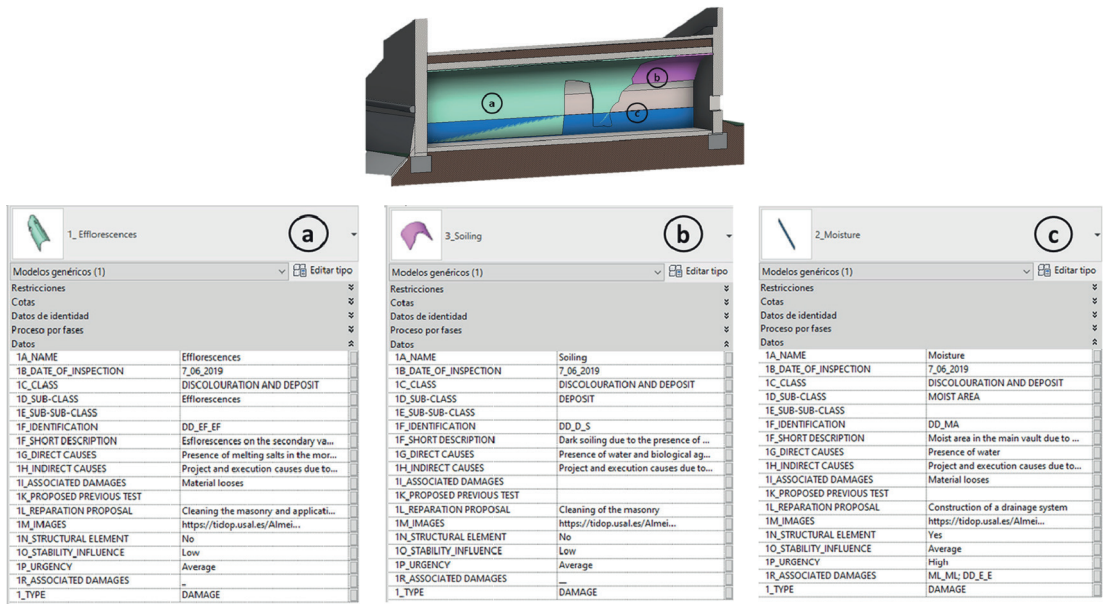 a
b
c
1_ Efflorescences
a
Modelos genéricos (1)
Editar tipo
Restricciones
Cotas
Datos de identidad
Proceso por fases
Datos
1A_NAME Efflorescences
1B_DATE_OF_INSPECTION 7_06_2019
1C_CLASS DISCOLOURATION AND DEPOSIT
1D_SUB-CLASS Efflorescences
1E_SUB-SUB-CLASS
1F_IDENTIFICATION DD_EF_EF
1F_SHORT DESCRIPTION Esflorescences on the secondary va...
1G_DIRECT CAUSES Presence of melting salts in the mor...
1H_INDIRECT CAUSES Project and execution causes due to...
1I_ASSOCIATED DAMAGES Material looses
1K_PROPOSED PREVIOUS TEST
1L_REPARATION PROPOSAL Cleaning the masonry and applicati...
1M_IMAGES https://tidop.usal.es/Almei...
1N_STRUCTURAL ELEMENT No
1O_STABILITY_INFLUENCE Low
1P_URGENCY Average
1R_ASSOCIATED DAMAGES _
1_TYPE DAMAGE
3_Soiling
b
Modelos genéricos (1)
Editar tipo
Restricciones
Cotas
Datos de identidad
Proceso por fases
Datos
1A_NAME Soiling
1B_DATE_OF_INSPECTION 7_06_2019
1C_CLASS DISCOLOURATION AND DEPOSIT
1D_SUB-CLASS DEPOSIT
1E_SUB-SUB-CLASS
1F_IDENTIFICATION DD_D_S
1F_SHORT DESCRIPTION Dark soiling due to the presence of ...
1G_DIRECT CAUSES Presence of water and biological ag...
1H_INDIRECT CAUSES Project and execution causes due to...
1I_ASSOCIATED DAMAGES
1K_PROPOSED PREVIOUS TEST
1L_REPARATION PROPOSAL Cleaning of the masonry
1M_IMAGES https://tidop.usal.es/Almei...
1N_STRUCTURAL ELEMENT No
1O_STABILITY_INFLUENCE Low
1P_URGENCY Average
1R_ASSOCIATED DAMAGES __
1_TYPE DAMAGE
2_Moisture
c
Modelos genéricos (1)
Editar tipo
Restricciones
Cotas
Datos de identidad
Proceso por fases
Datos
1A_NAME Moisture
1B_DATE_OF_INSPECTION 7_06_2019
1C_CLASS DISCOLOURATION AND DEPOSIT
1D_SUB-CLASS MOIST AREA
1E_SUB-SUB-CLASS
1F_IDENTIFICATION DD_MA
1F_SHORT DESCRIPTION Moist area in the main vault due to ...
1G_DIRECT CAUSES Presence of water
1H_INDIRECT CAUSES Project and execution causes due to...
1I_ASSOCIATED DAMAGES Material looses
1K_PROPOSED PREVIOUS TEST
1L_REPARATION PROPOSAL Construction of a drainage system
1M_IMAGES https://tidop.usal.es/Almei...
1N_STRUCTURAL ELEMENT Yes
1O_STABILITY_INFLUENCE Average
1P_URGENCY High
1R_ASSOCIATED DAMAGES ML_ML; DD_E_E
1_TYPE DAMAGE